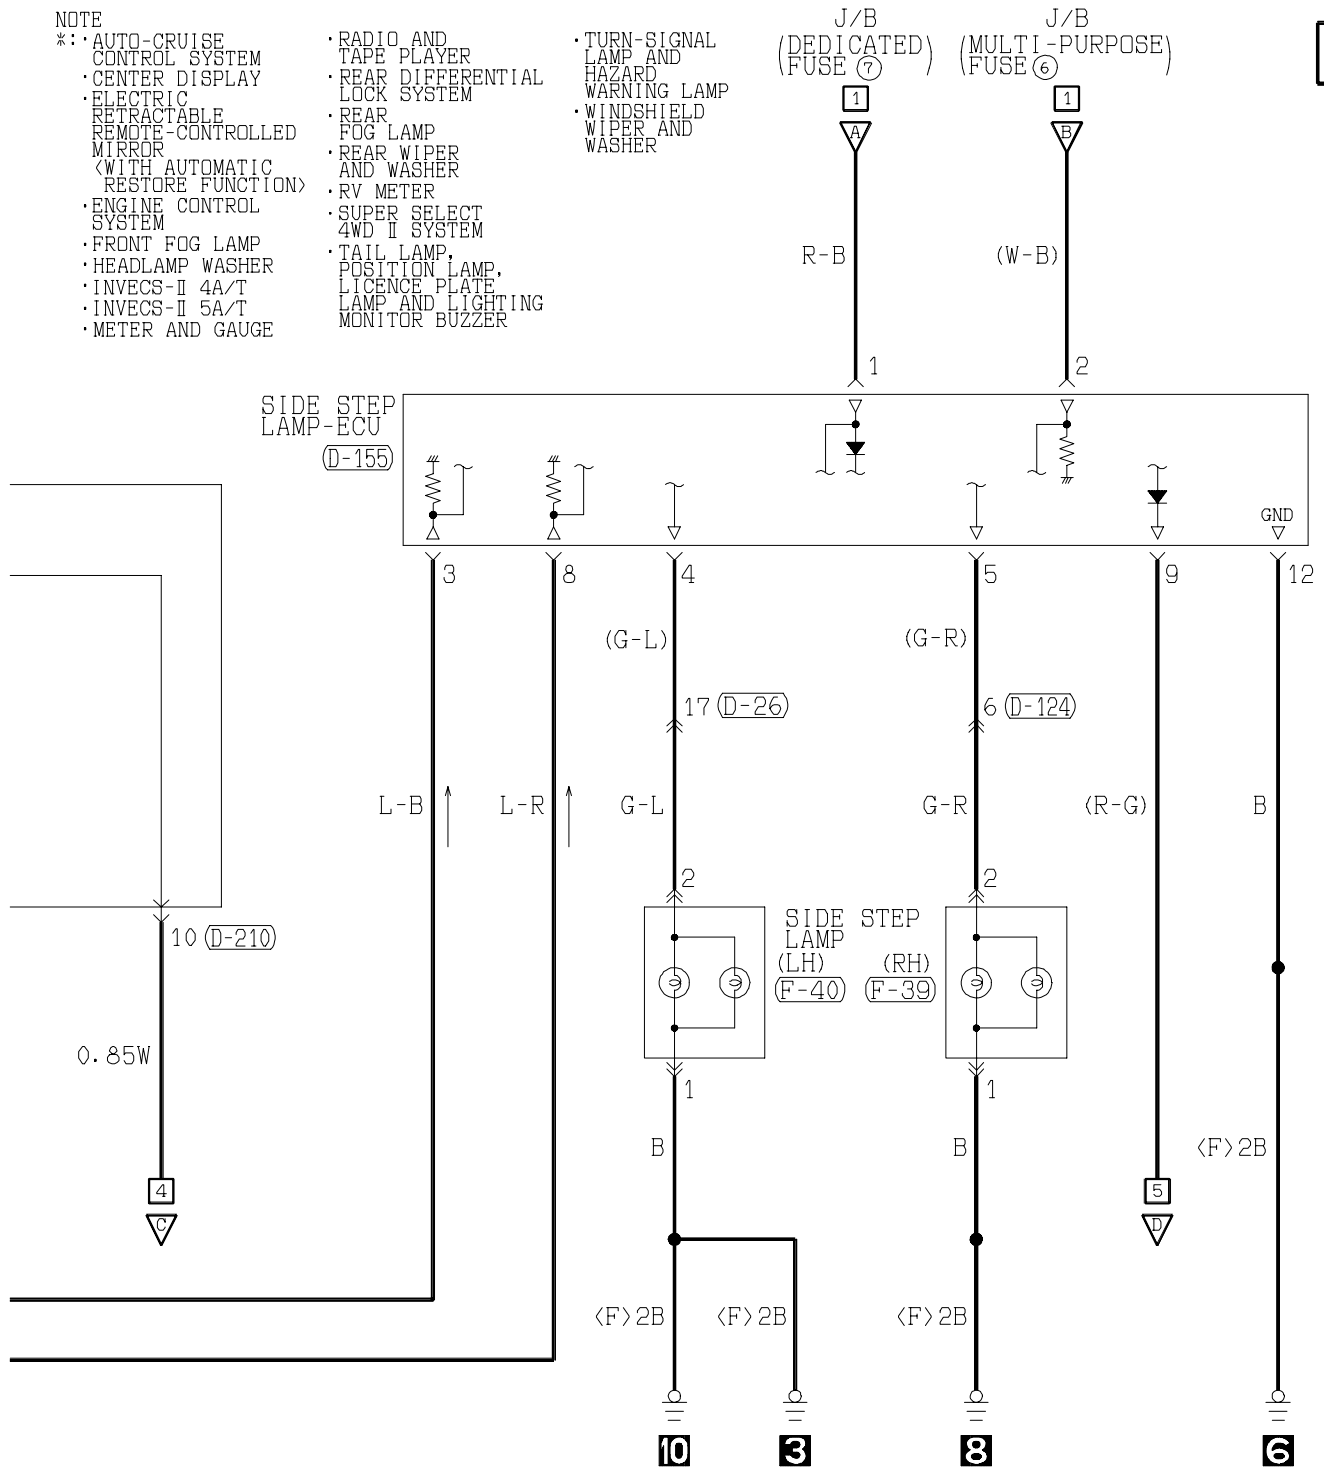 NOTE
*:·AUTO-CRUISE
CONTROL SYSTEM
·CENTER DISPLAY
·ELECTRIC
RETRACTABLE
REMOTE-CONTROLLED
MIRROR
<WITH AUTOMATIC
RESTORE FUNCTION>
·ENGINE CONTROL
SYSTEM
·FRONT FOG LAMP
·HEADLAMP WASHER
·INVECS-Ⅱ 4A/T
·INVECS-Ⅱ 5A/T
·METER AND GAUGE
·RADIO AND
TAPE PLAYER
·REAR DIFFERENTIAL
LOCK SYSTEM
·REAR
FOG LAMP
·REAR WIPER
AND WASHER
·RV METER
·SUPER SELECT
4WD Ⅱ SYSTEM
·TAIL LAMP,
POSITION LAMP,
LICENCE PLATE
LAMP AND LIGHTING
MONITOR BUZZER
·TURN-SIGNAL
LAMP AND
HAZARD
WARNING LAMP
·WINDSHIELD
WIPER AND
WASHER
J/B
(DEDICATED)
FUSE ⑦
1
A
R-B
1
J/B
(MULTI-PURPOSE)
FUSE ⑥
1
B
(W-B)
2
SIDE STEP
LAMP-ECU
(D-155)
GND
3
8
4
5
9
12
(G-L)
(G-R)
17 (D-26)
6 (D-124)
L-B
L-R
G-L
G-R
(R-G)
B
2
2
10 (D-210)
SIDE STEP
LAMP
(LH)
(RH)
(F-40)
(F-39)
0.85W
1
1
B
B
<F>2B
4
C
5
D
<F>2B
<F>2B
<F>2B
10
3
8
6